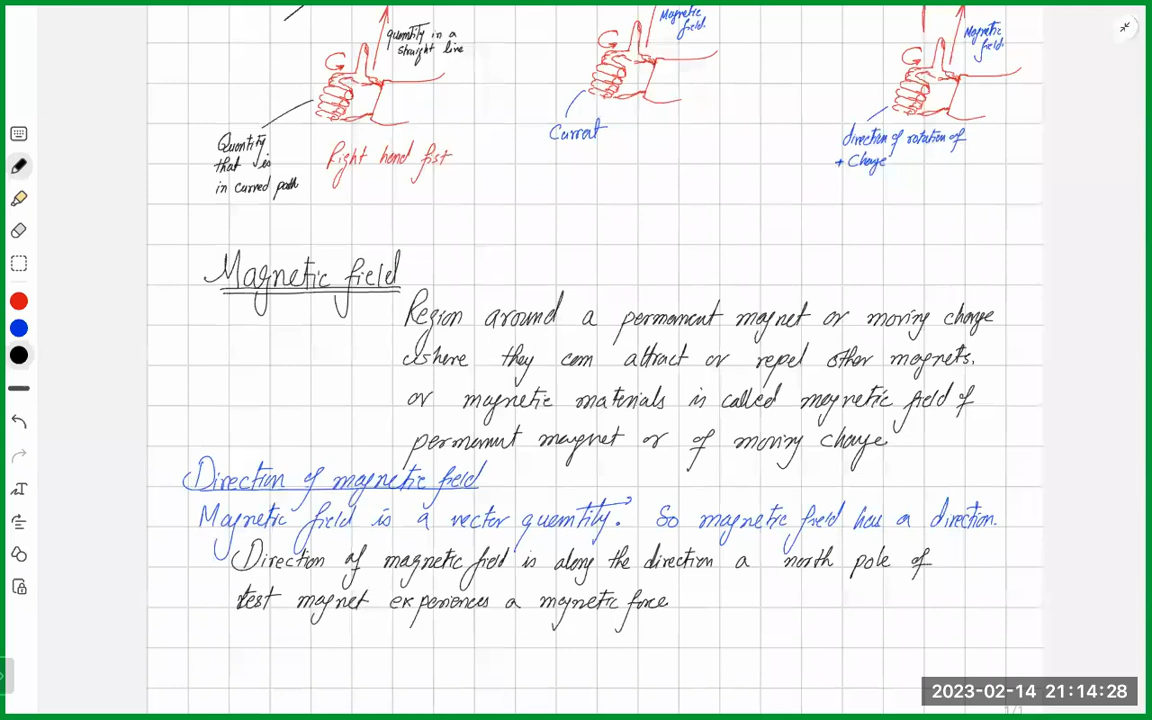 quantity in a
straight line
Quantity
that is
in curved path
Right hand fist
Magnetic
field.
Current
Magnetic
field.
direction of rotation of
+ Charge
Magnetic field
Region around a permanent magnet or moving charge
where they can attract or repel other magnets.
or magnetic materials is called magnetic field of
permanent magnet or of moving charge
Direction of magnetic field
Magnetic field is a vector quantity. So magnetic field has a direction.
Direction of magnetic field is along the direction a north pole of
test magnet experiences a magnetic force
2023-02-14 21:14:28
1/1